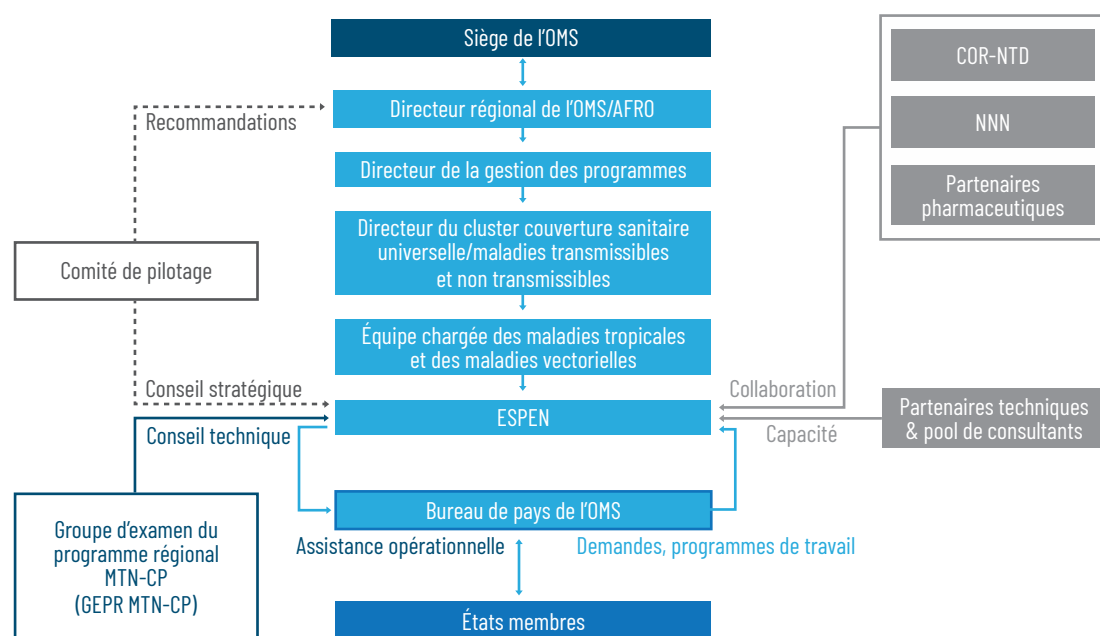 Siège de l'OMS
COR-NTD
Directeur régional de l'OMS/AFRO
Recommandations
NNN
Directeur de la gestion des programmes
Partenaires
pharmaceutiques
Directeur du cluster couverture sanitaire
universelle/maladies transmissibles
et non transmissibles
Comité de pilotage
Équipe chargée des maladies tropicales
et des maladies vectorielles
Conseil stratégique
Collaboration
ESPEN
Partenaires techniques
& pool de consultants
Conseil technique
Capacité
Bureau de pays de l'OMS
Groupe d'examen du
programme régional
MTN-CP
(GEPR MTN-CP)
Assistance opérationnelle
Demandes, programmes de travail
États membres